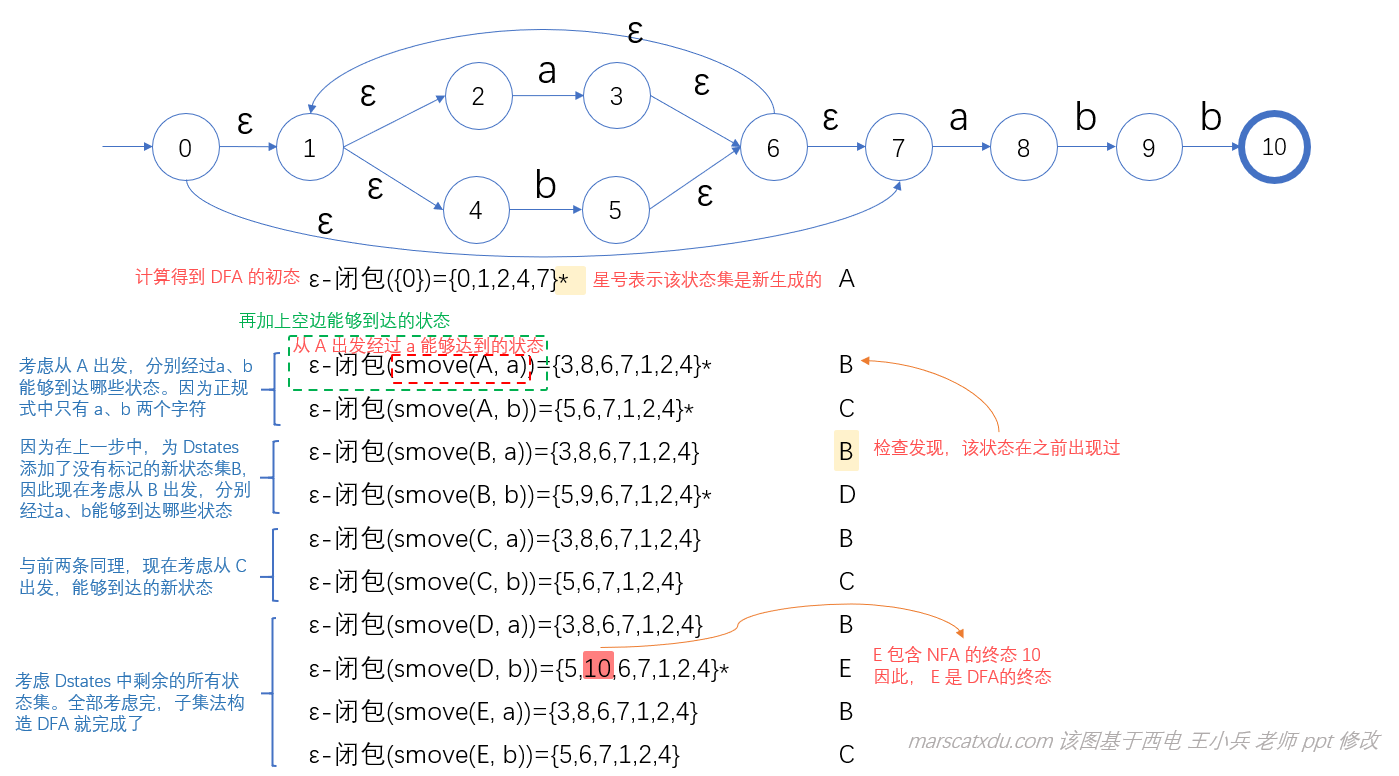 ε
ε
a
ε
ε
ε
a
b
b
0
1
2
3
4
5
6
7
8
9
10
ε
b
ε
ε
计算得到 DFA 的初态
ε-闭包({0})={0,1,2,4,7}*
星号表示该状态集是新生成的
A
再加上空边能够到达的状态
从 A 出发经过 a 能够达到的状态
考虑从 A 出发，分别经过a、b
能够到达哪些状态。因为正规
式中只有 a、b 两个字符
ε-闭包(smove(A, a))={3,8,6,7,1,2,4}*
B
ε-闭包(smove(A, b))={5,6,7,1,2,4}*
C
因为在上一步中，为 Dstates
添加了没有标记的新状态集B,
因此现在考虑从 B 出发，分别
经过a、b能够到达哪些状态
ε-闭包(smove(B, a))={3,8,6,7,1,2,4}
B
检查发现，该状态在之前出现过
ε-闭包(smove(B, b))={5,9,6,7,1,2,4}*
D
与前两条同理，现在考虑从 C
出发，能够到达的新状态
ε-闭包(smove(C, a))={3,8,6,7,1,2,4}
B
ε-闭包(smove(C, b))={5,6,7,1,2,4}
C
考虑 Dstates 中剩余的所有状
态集。全部考虑完，子集法构
造 DFA 就完成了
ε-闭包(smove(D, a))={3,8,6,7,1,2,4}
B
ε-闭包(smove(D, b))={5,10,6,7,1,2,4}*
E
E 包含 NFA 的终态 10
因此， E 是 DFA的终态
ε-闭包(smove(E, a))={3,8,6,7,1,2,4}
B
ε-闭包(smove(E, b))={5,6,7,1,2,4}
C
marscatxdu.com 该图基于西电 王小兵 老师 ppt 修改